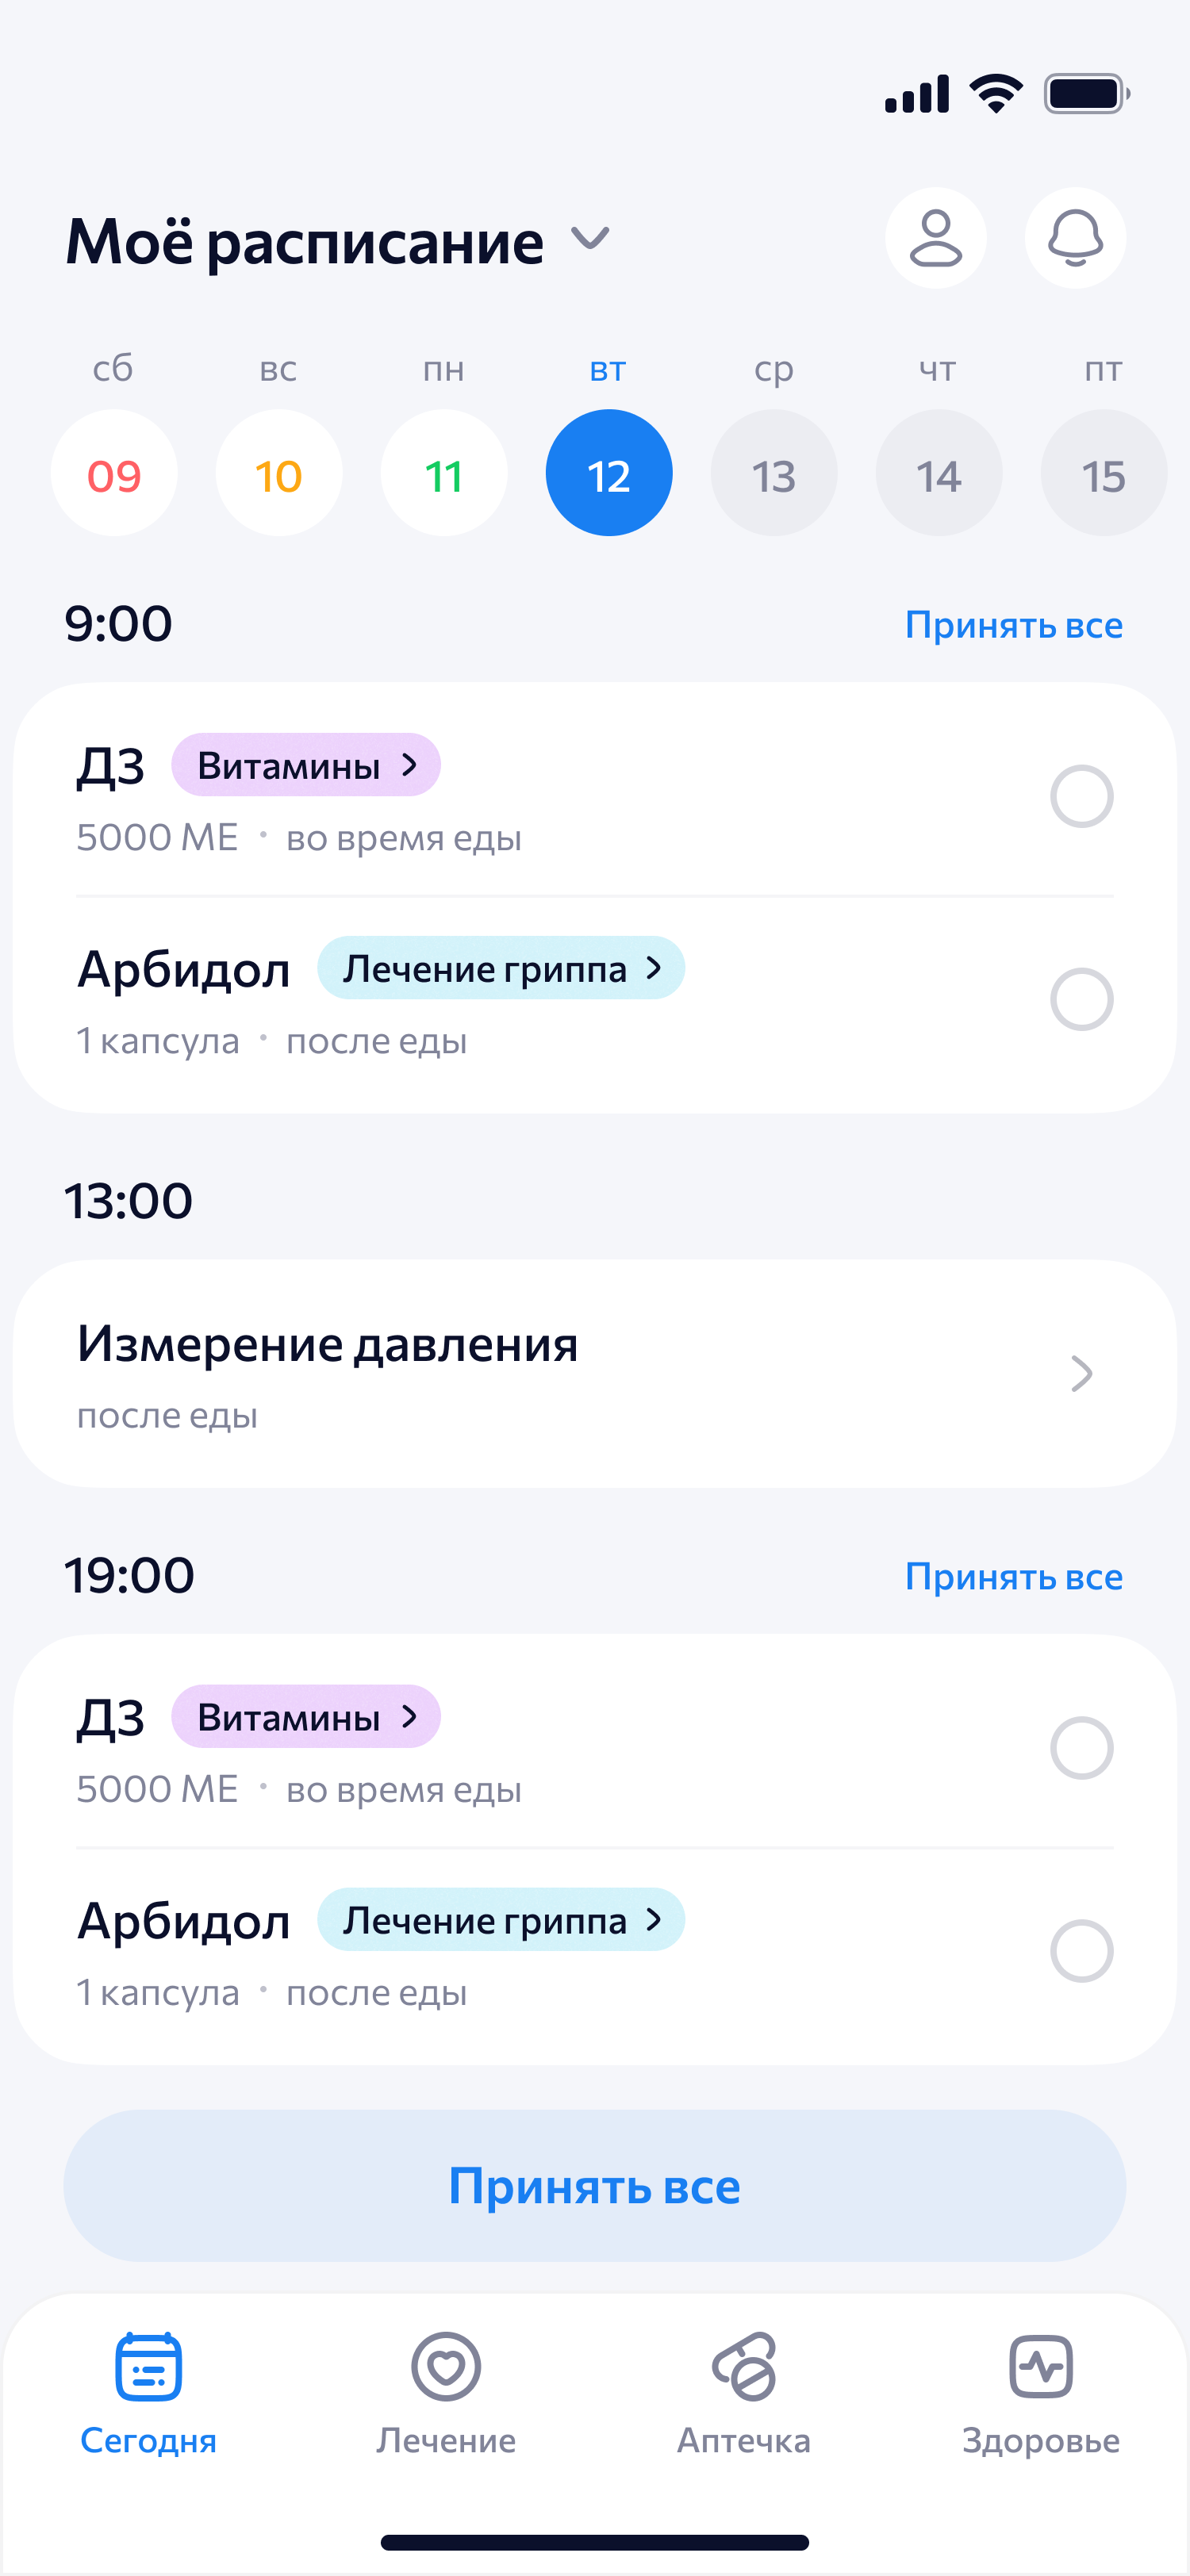 Моё расписание
сб вс пн вт ср чт пт
09 10 11 12 13 14 15
9:00 Принять все
Д3 Витамины
5000 МЕ · во время еды
Арбидол Лечение гриппа
1 капсула · после еды
13:00
Измерение давления
после еды
19:00 Принять все
Д3 Витамины
5000 МЕ · во время еды
Арбидол Лечение гриппа
1 капсула · после еды
Принять все
Сегодня Лечение Аптечка Здоровье